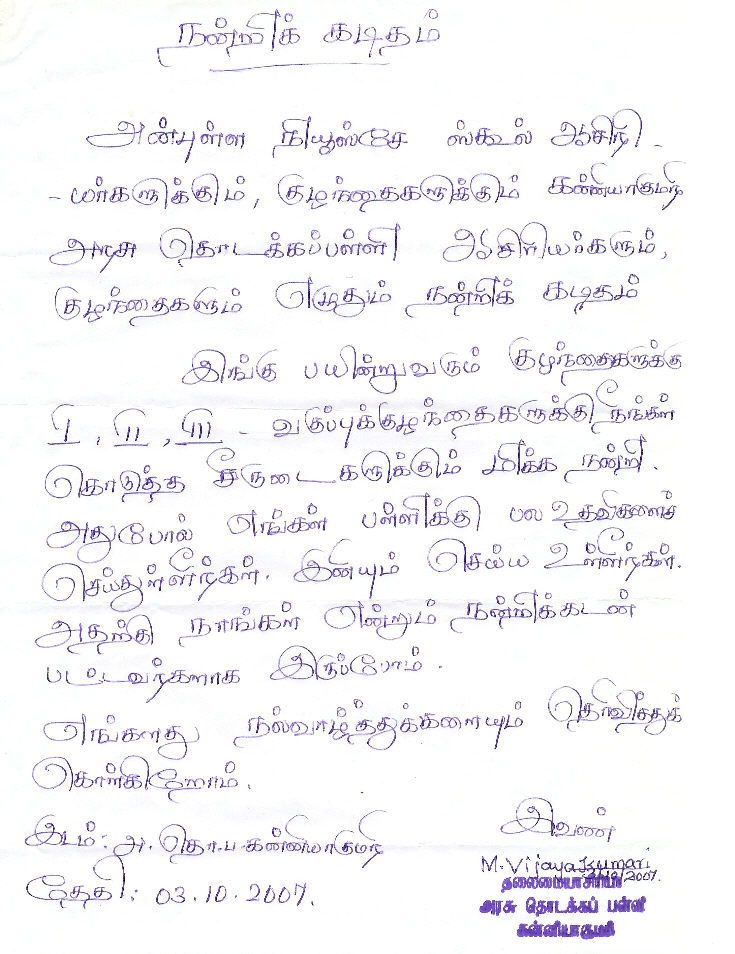 நன்றிக் கடிதம்
அன்புள்ள நியூஸ்சே ஸ்கூல் ஆசிரி -
- யர்களுக்கும், குழந்தைகளுக்கும் கன்னியாகுமரி
அரசு தொடக்கப்பள்ளி ஆசிரியர்களும்,
குழந்தைகளும் எழுதும் நன்றிக் கடிதம்
இங்கு பயின்றுவரும் குழந்தைகளுக்கு
I, II, III - வகுப்புக்குழந்தைகளுக்கு நீங்கள்
கொடுத்த சீருடைகளுக்கும் மிக்க நன்றி.
அதுபோல் எங்கள் பள்ளிக்கு பல உதவிகளைச்
செய்துள்ளீர்கள். இனியும் செய்ய உள்ளீர்கள்.
அதற்கு நாங்கள் என்றும் நன்றிக்கடன்
பட்டவர்களாக இருப்போம்.
எங்களது நல்வாழ்த்துக்களையும் தெரிவித்துக்
கொள்கிறோம்.
இடம்: அ. தொ. ப கன்னியாகுமரி
தேதி: 03.10.2007.
இவண்
M. Vijaya Kumari
3/10/2007.
தலைமையாசிரியர்
அரசு தொடக்கப் பள்ளி
கன்னியாகுமரி